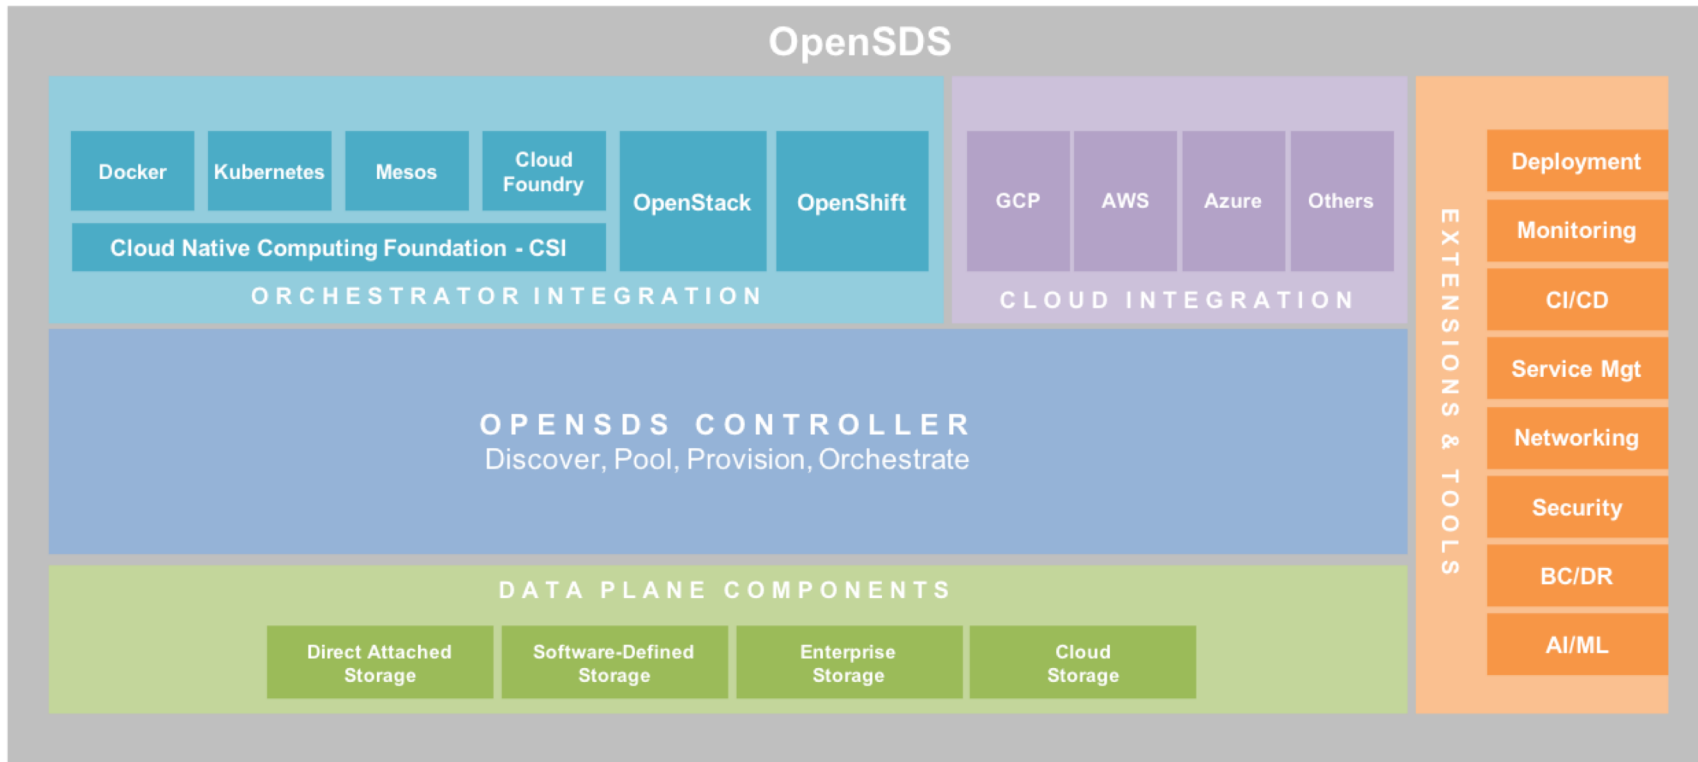 OpenSDS
Docker
Kubernetes
Mesos
Cloud
Foundry
OpenStack
OpenShift
Cloud Native Computing Foundation - CSI
ORCHESTRATOR INTEGRATION
GCP
AWS
Azure
Others
CLOUD INTEGRATION
OPENSDS CONTROLLER
Discover, Pool, Provision, Orchestrate
DATA PLANE COMPONENTS
Direct Attached
Storage
Software-Defined
Storage
Enterprise
Storage
Cloud
Storage
EXTENSIONS & TOOLS
Deployment
Monitoring
CI/CD
Service Mgt
Networking
Security
BC/DR
AI/ML